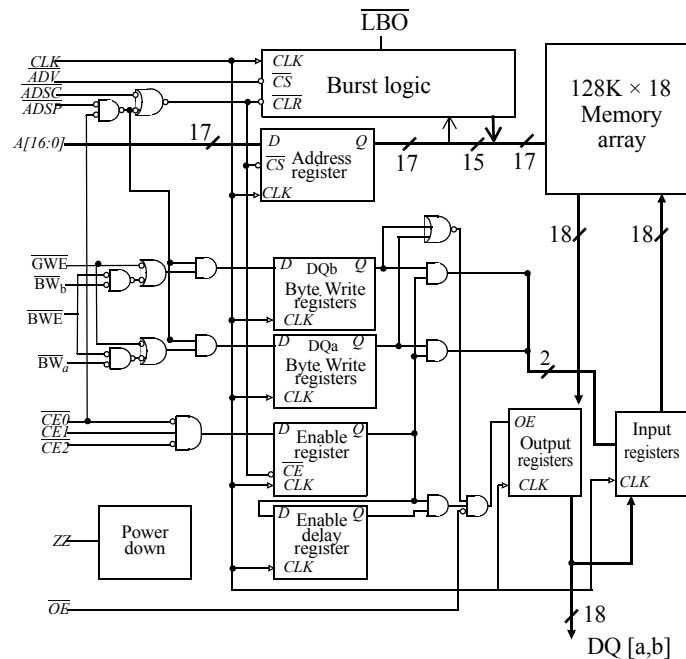 LBO
CLK
ADV
ADSC
ADSP
CLK
CS
CLR
Burst logic
128K × 18
Memory
array
A[16:0]
17
D
Q
CS
CLK
Address
register
17
15
17
18
18
GWE
BWb
BWE
BWa
D
DQb
Q
Byte Write
registers
CLK
D
DQa
Q
Byte Write
registers
CLK
2
CE0
CE1
CE2
D
Enable
Q
register
CE
CLK
OE
Output
registers
CLK
Input
registers
CLK
D
Enable
Q
delay
register
CLK
ZZ
Power
down
OE
18
DQ [a,b]